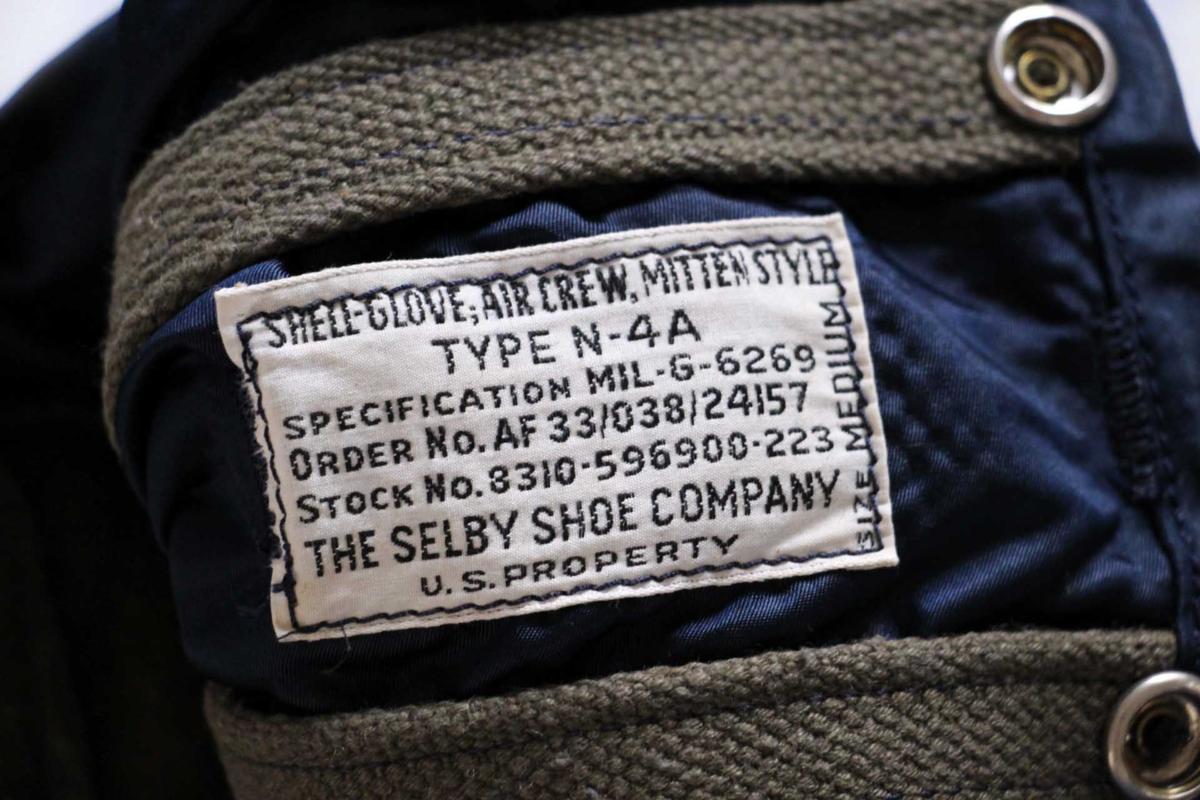 SHELL-GLOVE, AIR CREW, MITTEN STYLE
TYPE N-4A
SPECIFICATION MIL-G-6269
ORDER No. AF 33/038/24157
STOCK No. 8310-596900-223
THE SELBY SHOE COMPANY
U.S. PROPERTY
SIZE MEDIUM